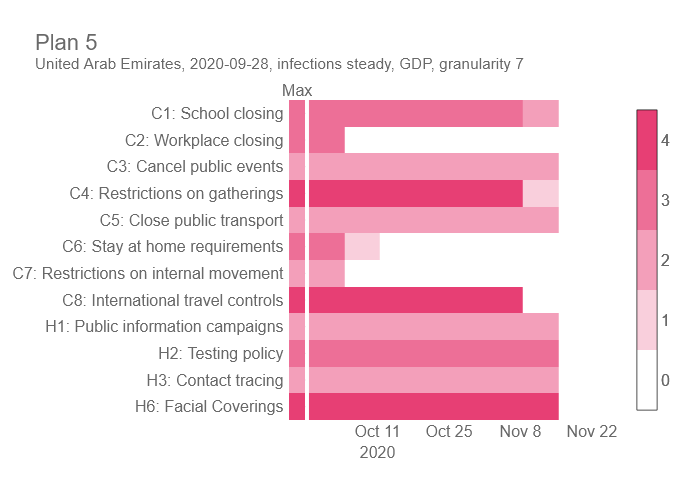 Plan 5
United Arab Emirates, 2020-09-28, infections steady, GDP, granularity 7
Max
C1: School closing
C2: Workplace closing
C3: Cancel public events
C4: Restrictions on gatherings
C5: Close public transport
C6: Stay at home requirements
C7: Restrictions on internal movement
C8: International travel controls
H1: Public information campaigns
H2: Testing policy
H3: Contact tracing
H6: Facial Coverings
Oct 11 Oct 25 Nov 8 Nov 22
2020
4
3
2
1
0